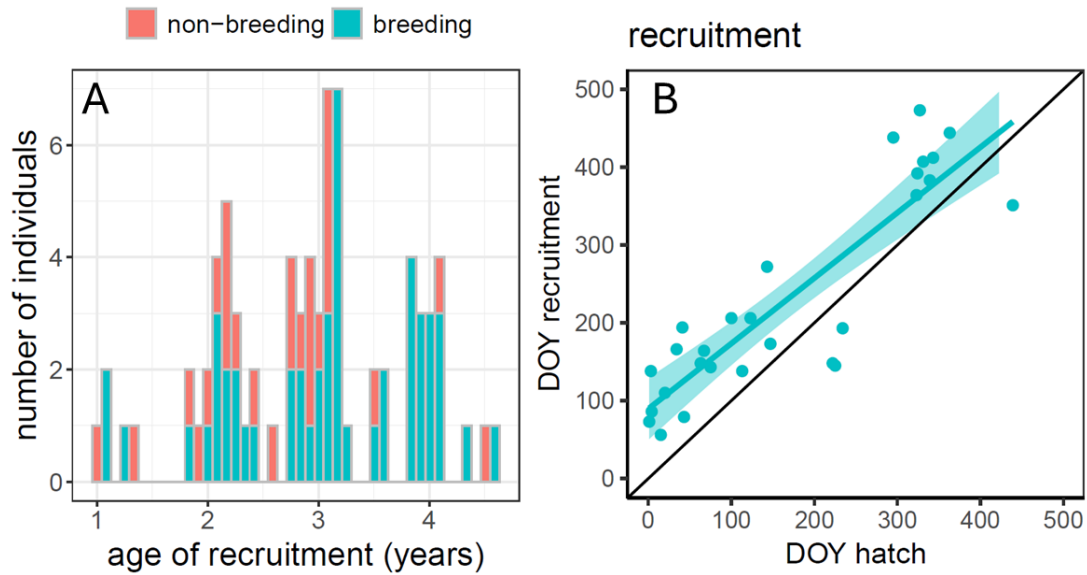 non−breeding breeding
A
number of individuals
6
4
2
0
1 2 3 4
age of recruitment (years)
recruitment
B
DOY recruitment
500
400
300
200
100
0
0 100 200 300 400 500
DOY hatch